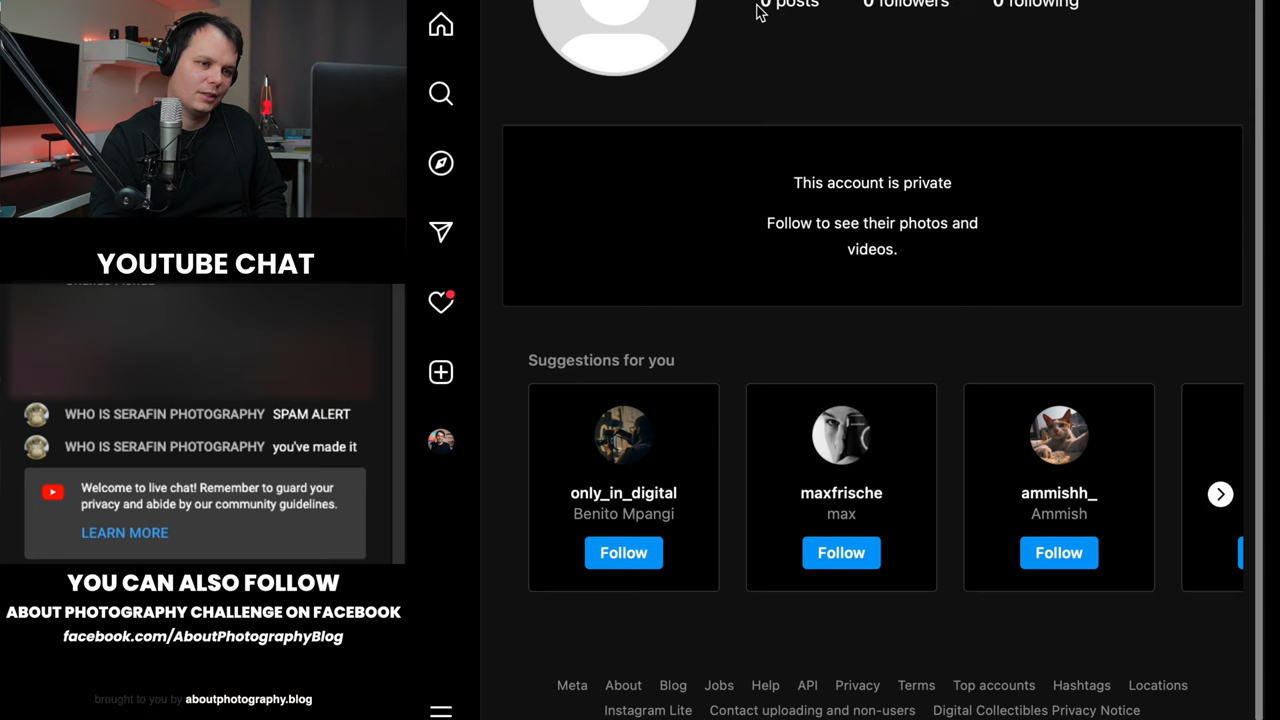 0 posts
0 followers
0 following
This account is private
Follow to see their photos and
videos.
Suggestions for you
only_in_digital
Benito Mpangi
Follow
maxfrische
max
Follow
ammishh_
Ammish
Follow
Meta
About
Blog
Jobs
Help
API
Privacy
Terms
Top accounts
Hashtags
Locations
Instagram Lite
Contact uploading and non-users
Digital Collectibles Privacy Notice
YOUTUBE CHAT
WHO IS SERAFIN PHOTOGRAPHY SPAM ALERT
WHO IS SERAFIN PHOTOGRAPHY you've made it
Welcome to live chat! Remember to guard your
privacy and abide by our community guidelines.
LEARN MORE
YOU CAN ALSO FOLLOW
ABOUT PHOTOGRAPHY CHALLENGE ON FACEBOOK
facebook.com/AboutPhotographyBlog
brought to you by aboutphotography.blog